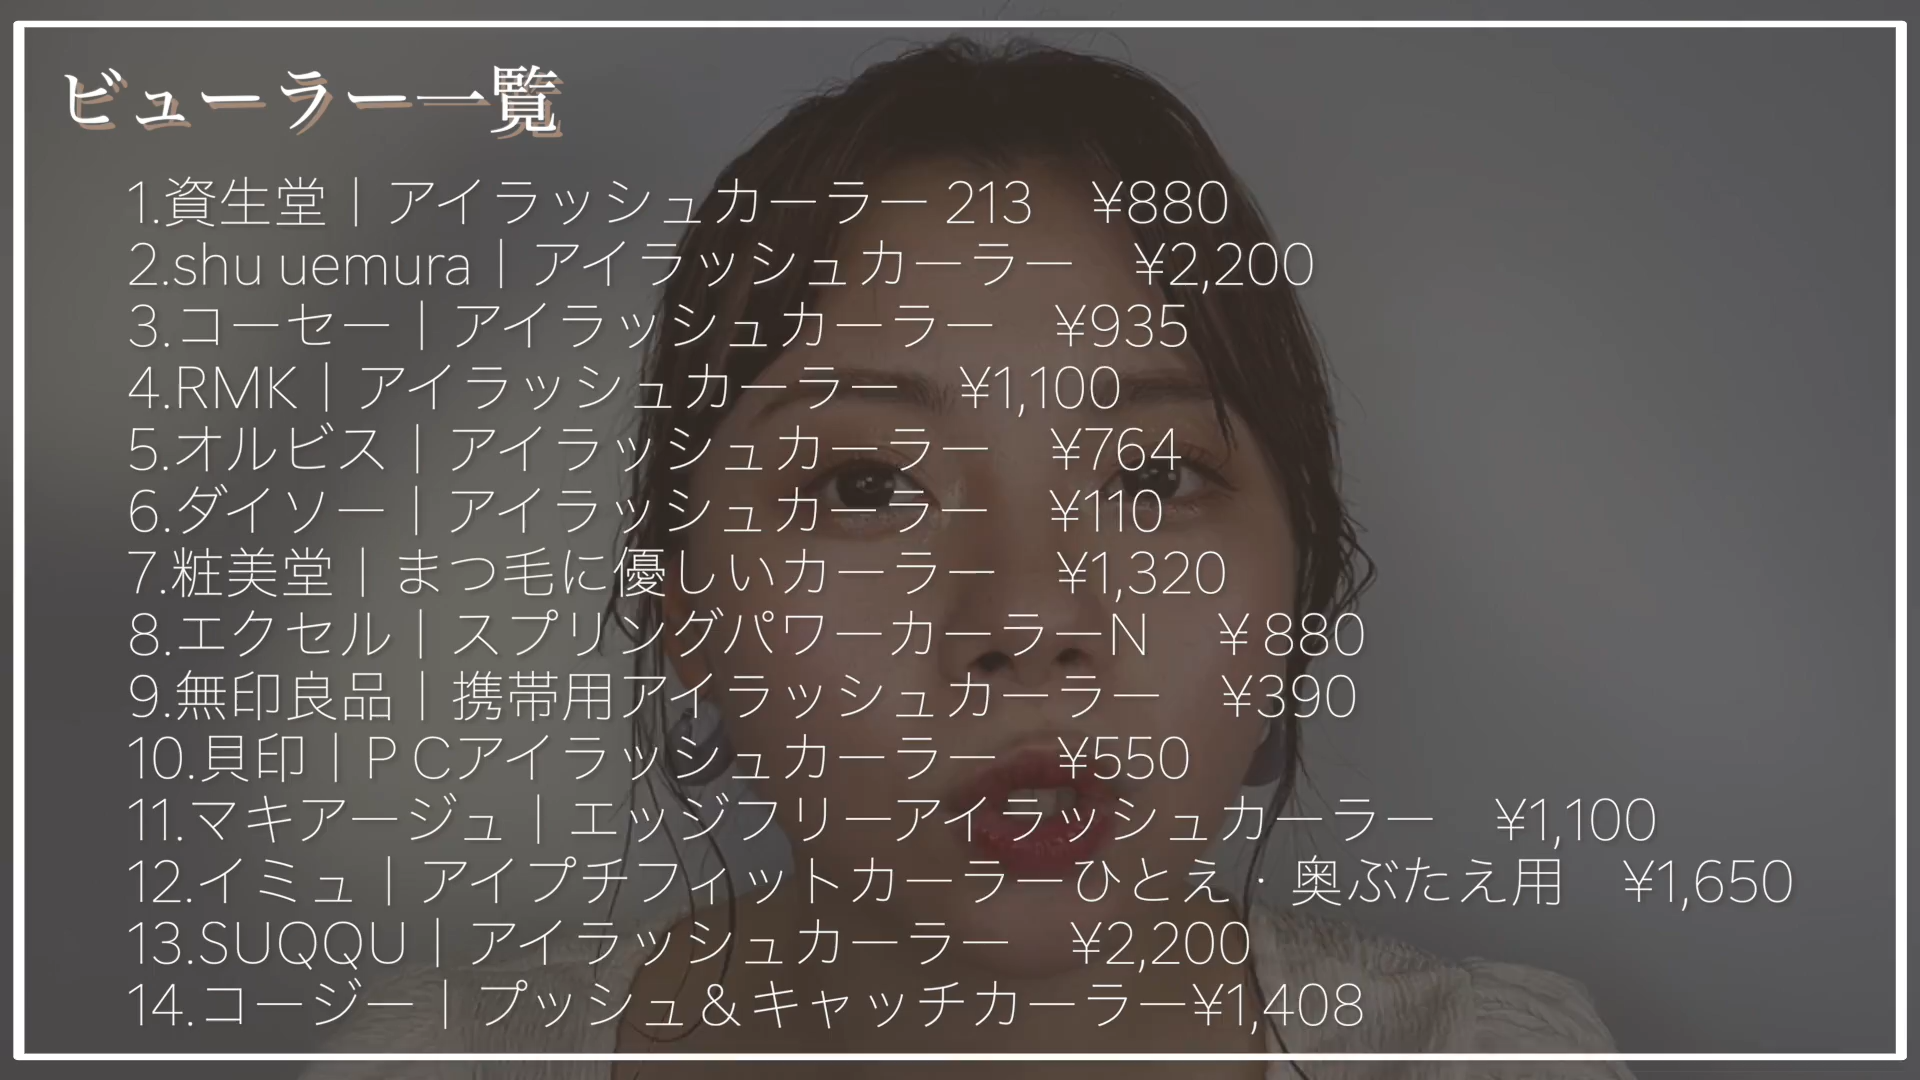 ビューラー一覧
1.資生堂｜アイラッシュカーラー 213　¥880
2.shu uemura｜アイラッシュカーラー　¥2,200
3.コーセー｜アイラッシュカーラー　¥935
4.RMK｜アイラッシュカーラー　¥1,100
5.オルビス｜アイラッシュカーラー　¥764
6.ダイソー｜アイラッシュカーラー　¥110
7.粧美堂｜まつ毛に優しいカーラー　¥1,320
8.エクセル｜スプリングパワーカーラーN　￥880
9.無印良品｜携帯用アイラッシュカーラー　¥390
10.貝印｜ＰＣアイラッシュカーラー　¥550
11.マキアージュ｜エッジフリーアイラッシュカーラー　¥1,100
12.イミュ｜アイプチフィットカーラーひとえ・奥ぶたえ用　¥1,650
13.SUQQU｜アイラッシュカーラー　¥2,200
14.コージー｜プッシュ＆キャッチカーラー¥1,408